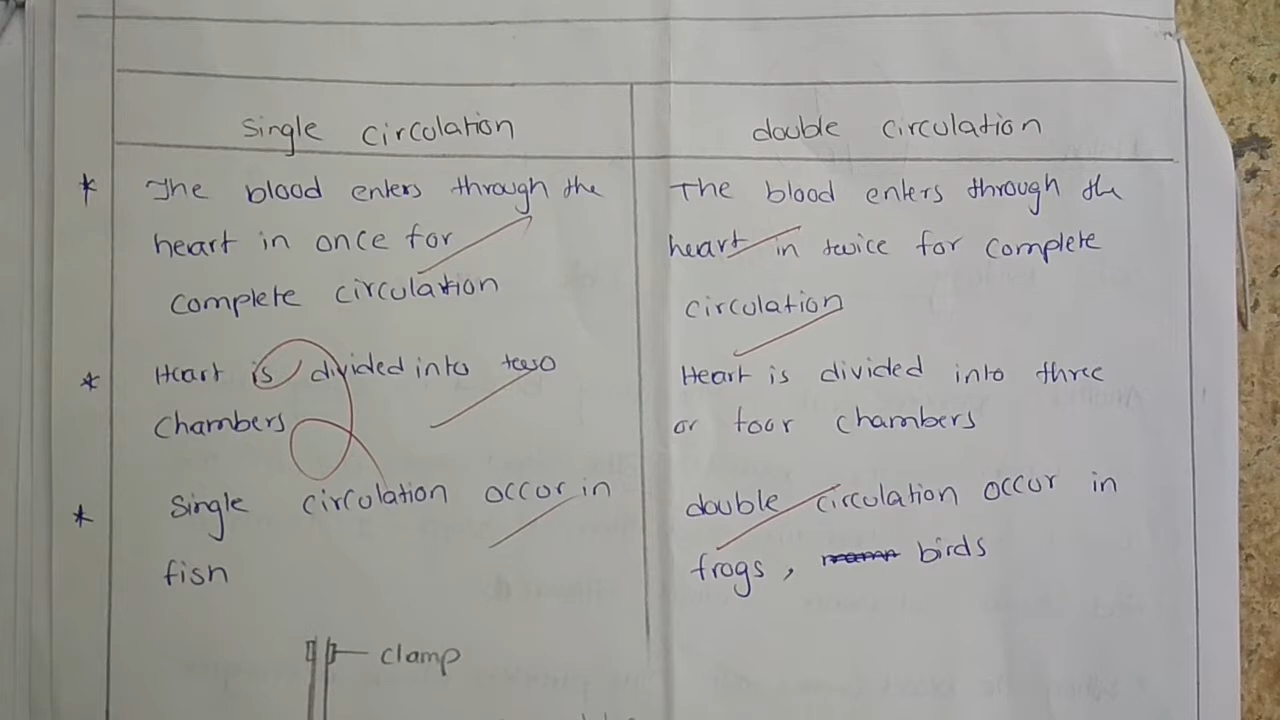 Single circulation
double circulation
* The blood enters through the
heart in once for
complete circulation
The blood enters through the
heart in twice for complete
circulation
* Heart is divided into two
chambers
Heart is divided into three
or four chambers
* Single circulation occur in
fish
double circulation occur in
frogs, birds
clamp